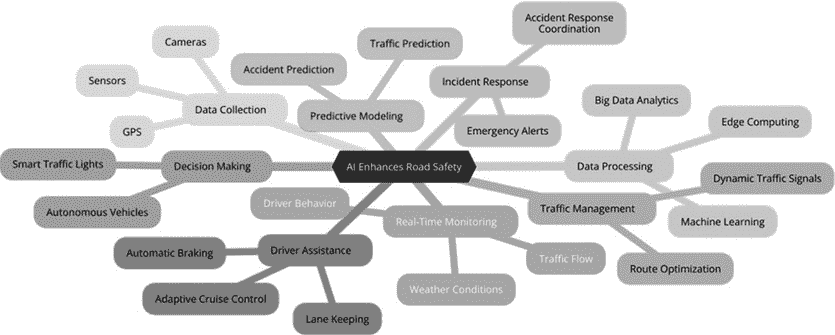 Accident Response
Coordination
Cameras
Traffic Prediction
Accident Prediction
Sensors
Incident Response
Data Collection
Predictive Modeling
Big Data Analytics
GPS
Emergency Alerts
Edge Computing
Smart Traffic Lights
Decision Making
AI Enhances Road Safety
Data Processing
Dynamic Traffic Signals
Driver Behavior
Autonomous Vehicles
Real-Time Monitoring
Traffic Management
Machine Learning
Automatic Braking
Driver Assistance
Traffic Flow
Route Optimization
Adaptive Cruise Control
Weather Conditions
Lane Keeping